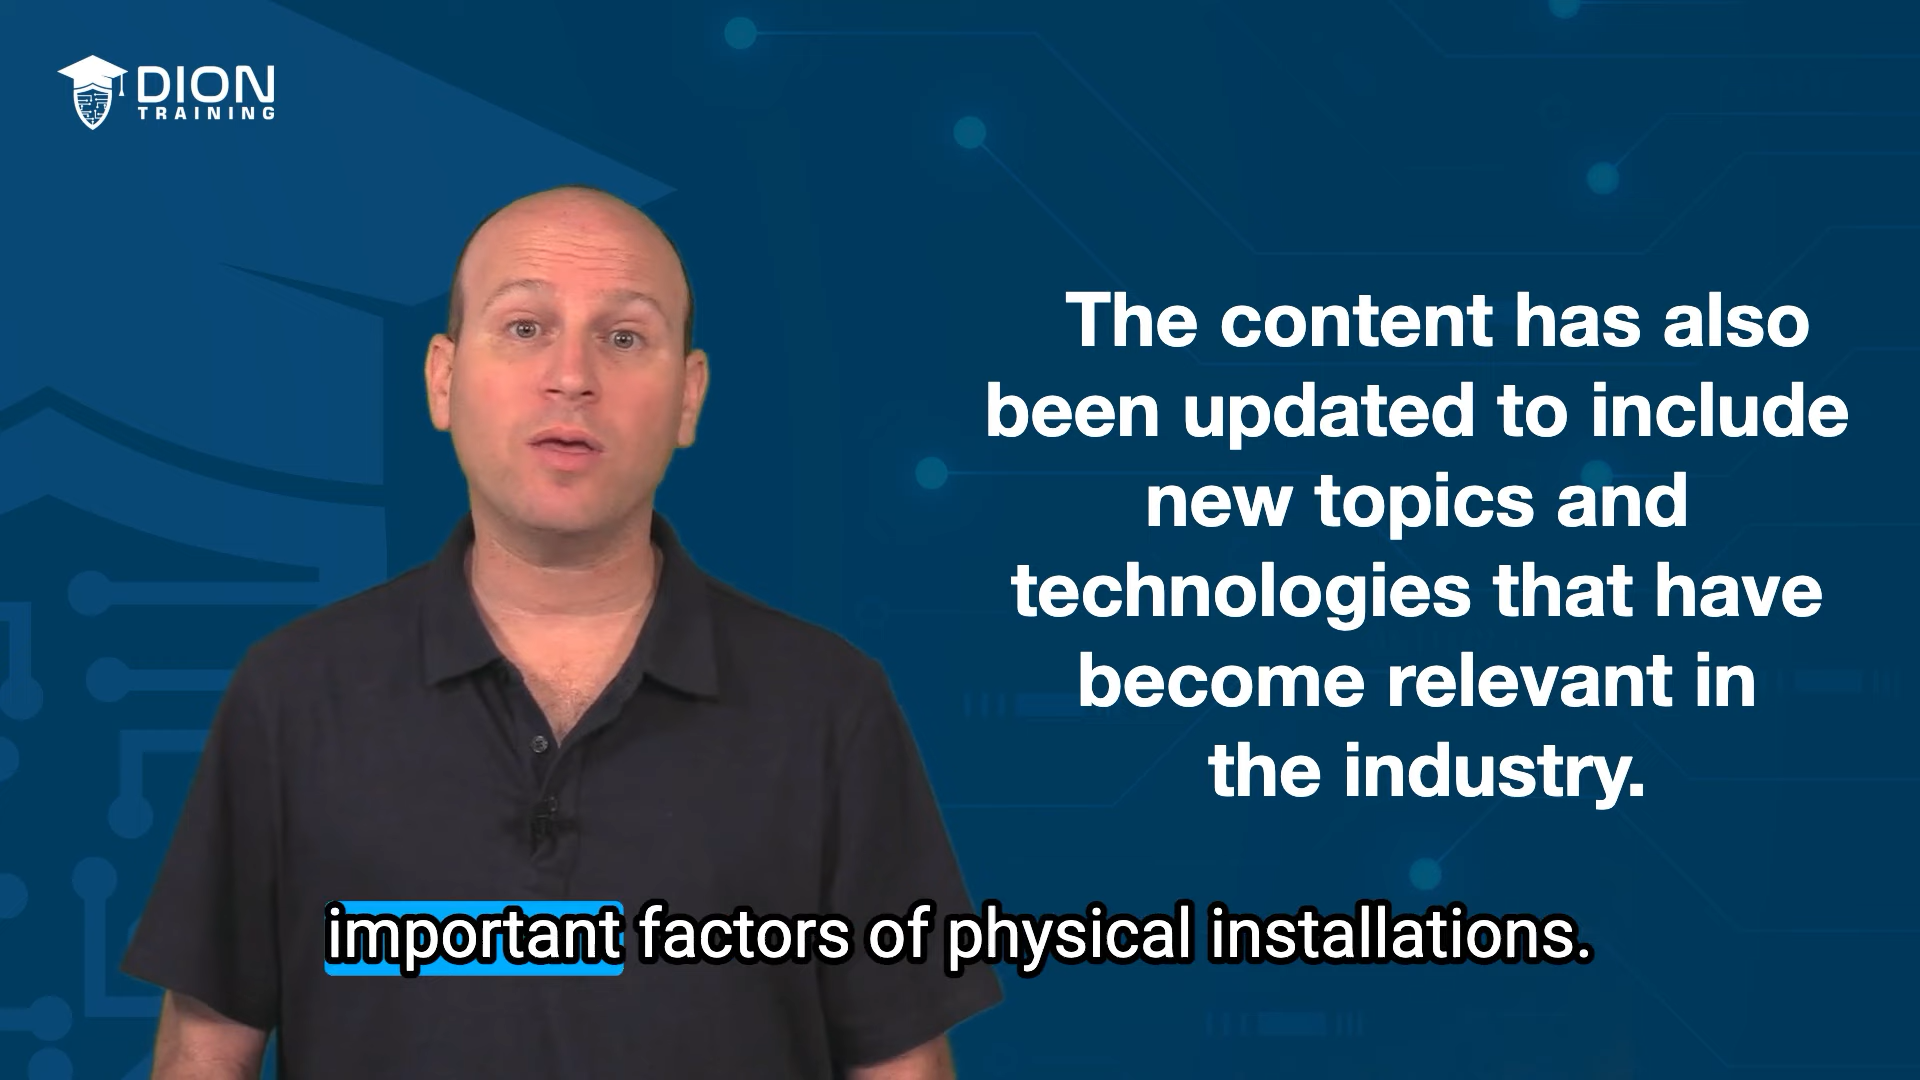 DION
TRAINING
The content has also
been updated to include
new topics and
technologies that have
become relevant in
the industry.
important factors of physical installations.